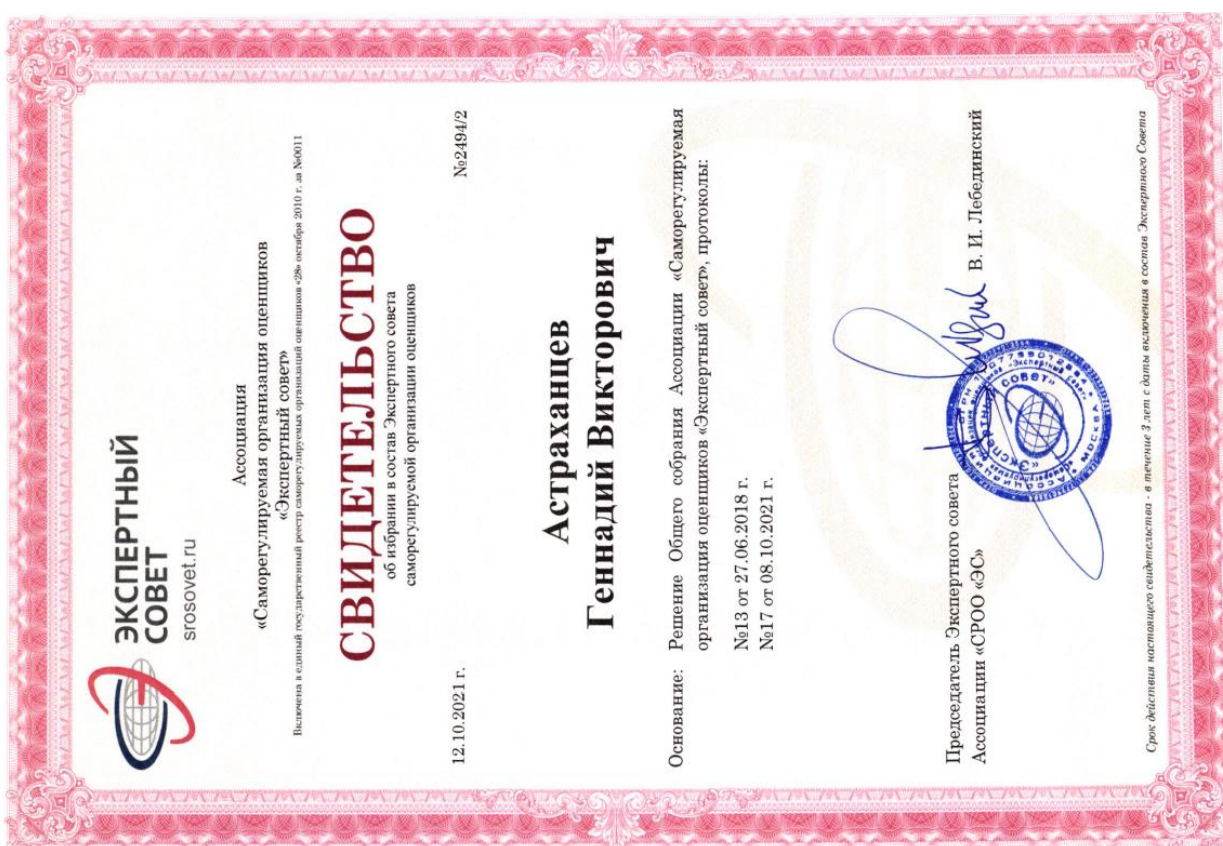 ЭКСПЕРТНЫЙ
СОВЕТ
srosovet.ru
Ассоциация
«Саморегулируемая организация оценщиков
«Экспертный совет»
Включена в единый государственный реестр саморегулируемых организаций оценщиков «28» октября 2010 г. за №0011
СВИДЕТЕЛЬСТВО
об избрании в состав Экспертного совета
саморегулируемой организации оценщиков
12.10.2021 г. №2494/2
Астраханцев
Геннадий Викторович
Основание: Решение Общего собрания Ассоциации «Саморегулируемая
организация оценщиков «Экспертный совет», протоколы:
№13 от 27.06.2018 г.
№17 от 08.10.2021 г.
Председатель Экспертного совета
Ассоциации «СРОО «ЭС» В. И. Лебединский
Срок действия настоящего свидетельства - в течение 3 лет с даты включения в состав Экспертного Совета